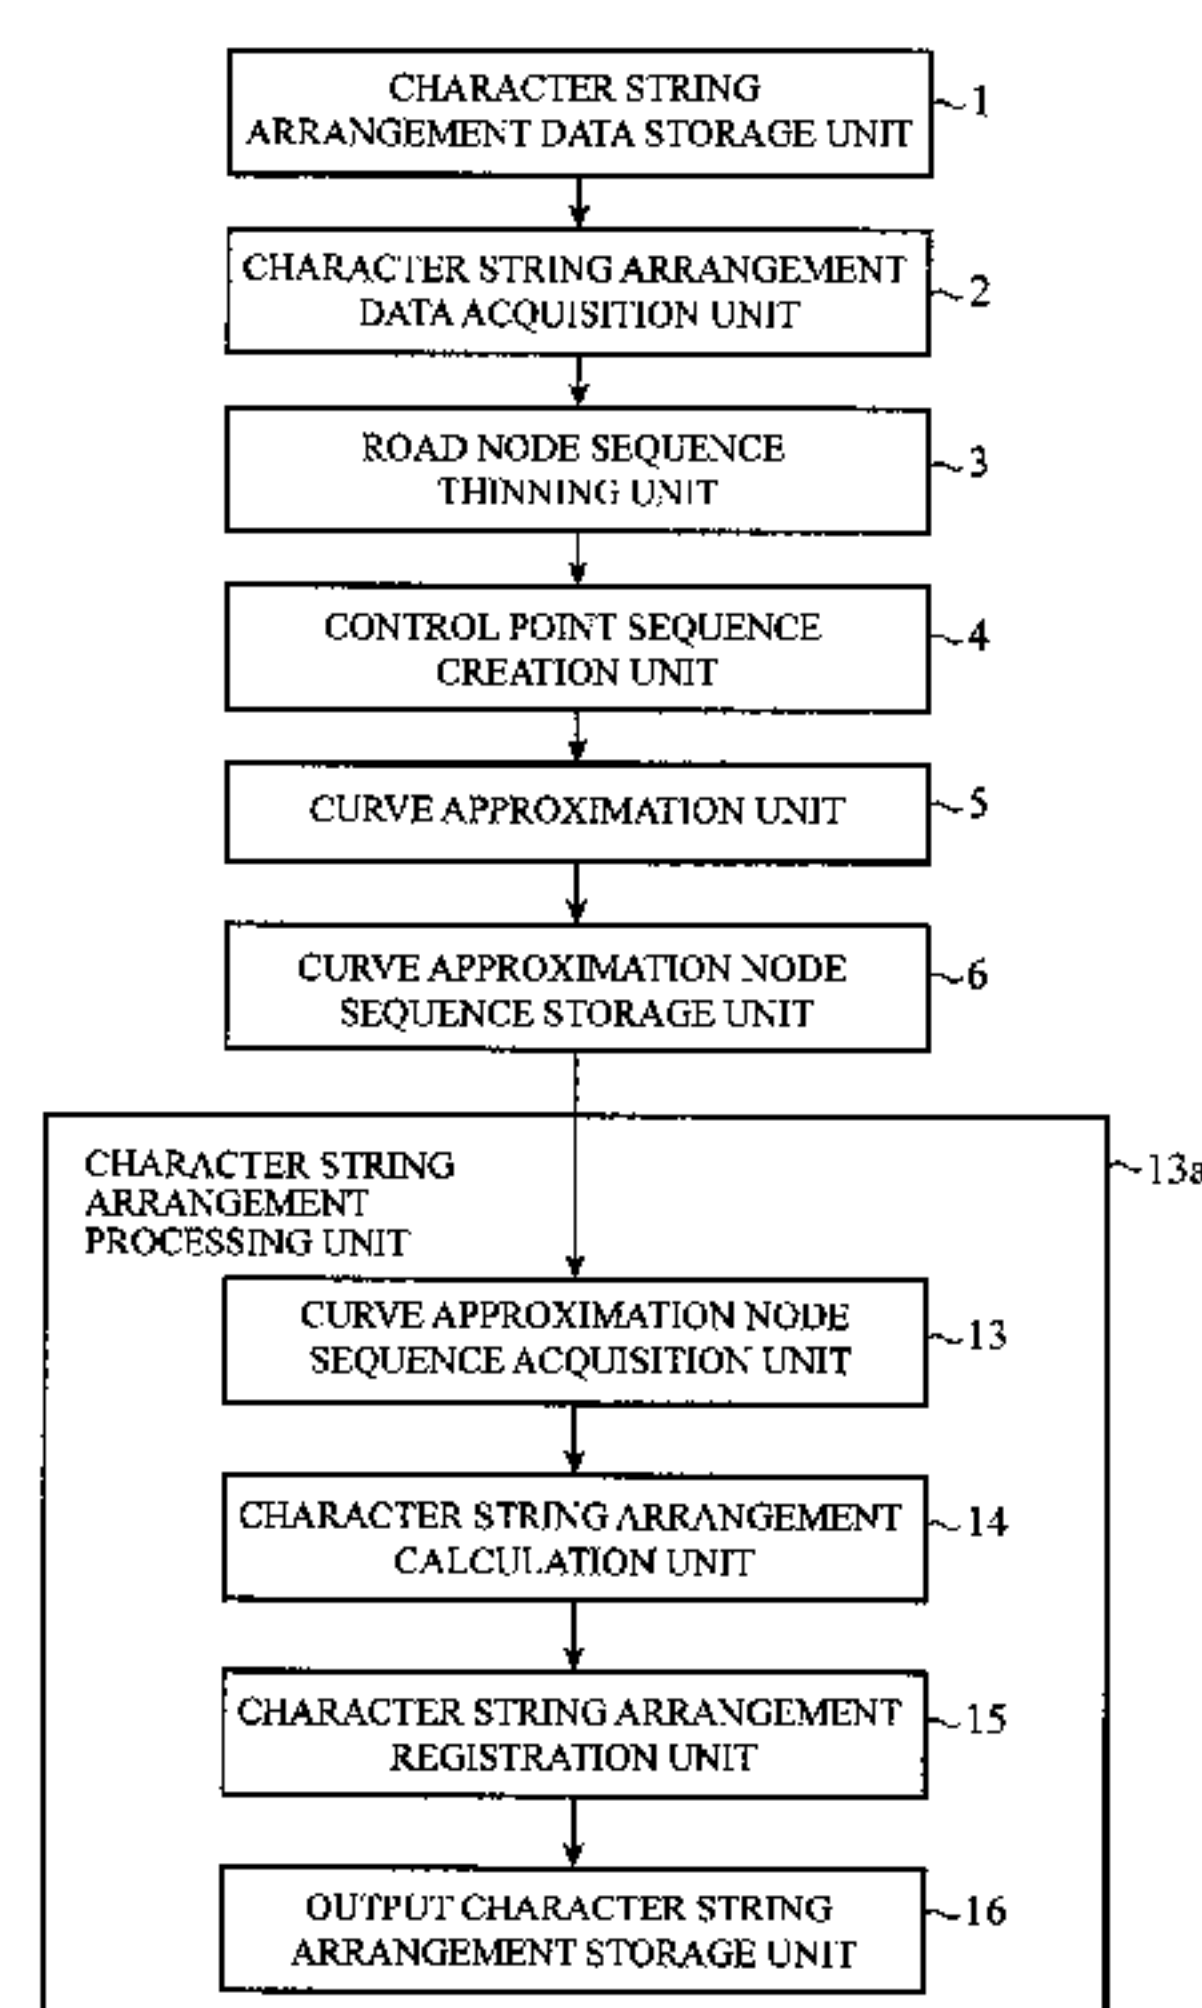 CHARACTER STRING
ARRANGEMENT DATA STORAGE UNIT
1
CHARACTER STRING ARRANGEMENT
DATA ACQUISITION UNIT
2
ROAD NODE SEQUENCE
THINNING UNIT
3
CONTROL POINT SEQUENCE
CREATION UNIT
4
CURVE APPROXIMATION UNIT
5
CURVE APPROXIMATION NODE
SEQUENCE STORAGE UNIT
6
CHARACTER STRING
ARRANGEMENT
PROCESSING UNIT
13a
CURVE APPROXIMATION NODE
SEQUENCE ACQUISITION UNIT
13
CHARACTER STRING ARRANGEMENT
CALCULATION UNIT
14
CHARACTER STRING ARRANGEMENT
REGISTRATION UNIT
15
OUTPUT CHARACTER STRING
ARRANGEMENT STORAGE UNIT
16